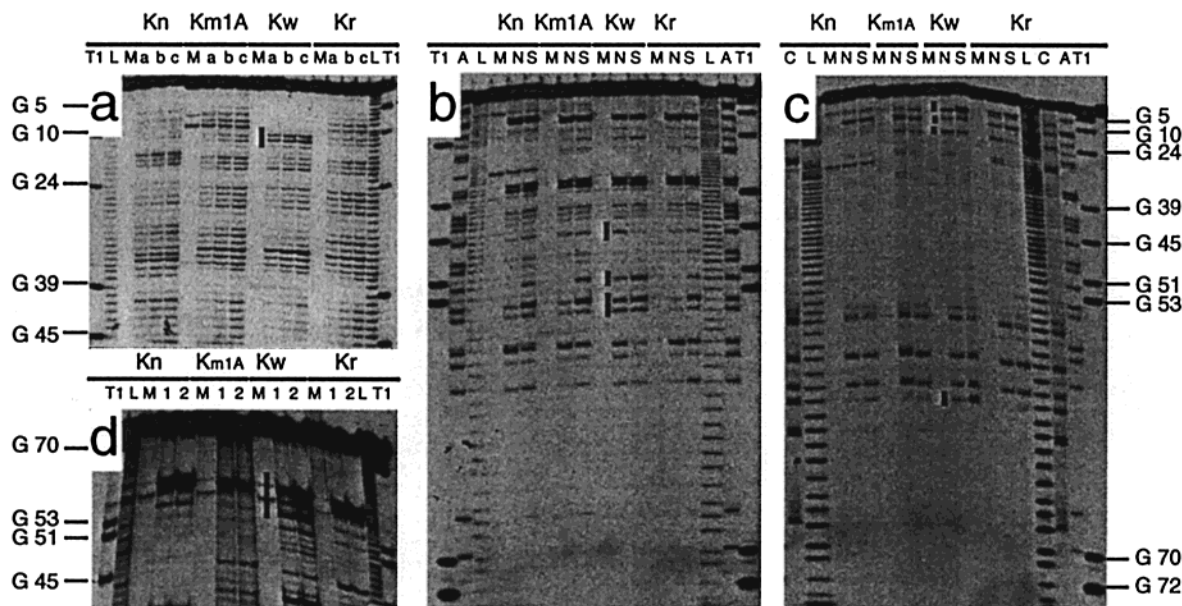 Kn Km1A Kw Kr
T1 L M a b c M a b c M a b c M a b c L T1
a
G 5
G 10
G 24
G 39
G 45
Kn Km1A Kw Kr
T1 L M 1 2 M 1 2 M 1 2 M 1 2 L T1
d
G 70
G 53
G 51
G 45
Kn Km1A Kw Kr
T1 A L M N S M N S M N S M N S L A T1
b
Kn Km1A Kw Kr
C L M N S M N S M N S M N S L C A T1
c
G 5
G 10
G 24
G 39
G 45
G 51
G 53
G 70
G 72